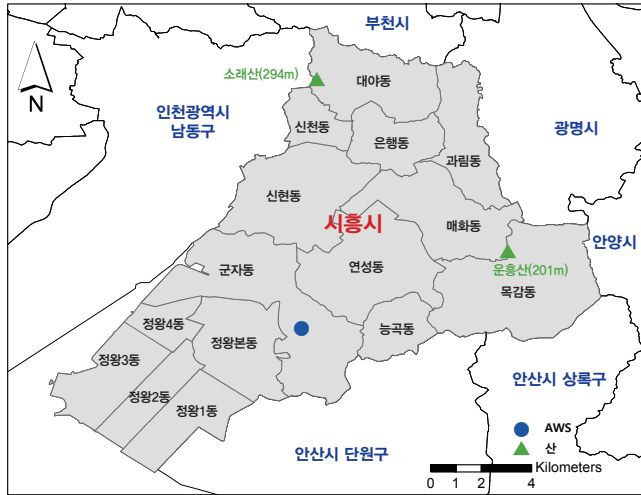 부천시
소래산(294m)
대야동
N
인천광역시
남동구
신천동
은행동
광명시
과림동
신현동
서흥시
매화동
안양시
군자동
연성동
운흥산(201m)
목감동
정왕4동
정왕본동
능곡동
정왕3동
정왕2동
정왕1동
안산시 상록구
AWS
산
안산시 단원구
Kilometers
0 1 2 4